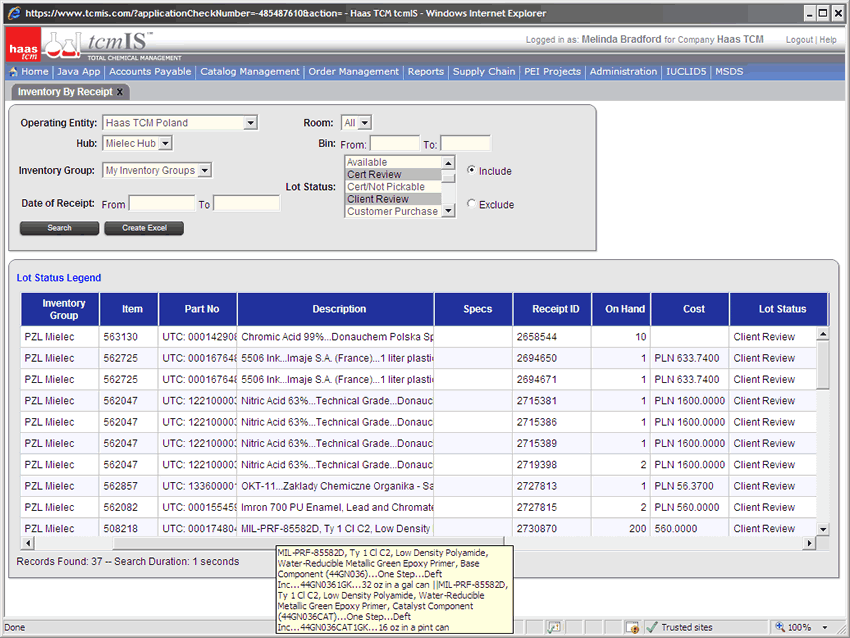 https://www.tcmis.com/?applicationCheckNumber=-485487610&action= - Haas TCM tcmIS - Windows Internet Explorer
haas tcm
tcmIS™
TOTAL CHEMICAL MANAGEMENT
Logged in as: Melinda Bradford for Company Haas TCM Logout | Help
Home | Java App | Accounts Payable | Catalog Management | Order Management | Reports | Supply Chain | PEI Projects | Administration | IUCLID5 | MSDS
Inventory By Receipt x
Operating Entity: Haas TCM Poland Room: All
Hub: Mielec Hub Bin: From: To:
Inventory Group: My Inventory Groups
Lot Status:
Available
Cert Review
Cert/Not Pickable
Client Review
Customer Purchase
Include
Exclude
Date of Receipt: From To
Search Create Excel
Lot Status Legend
Inventory Group Item Part No Description Specs Receipt ID On Hand Cost Lot Status
PZL Mielec 563130 UTC: 000142908 Chromic Acid 99%...Donauchem Polska Sp 2658544 10 Client Review
PZL Mielec 562725 UTC: 000167648 5506 Ink...Imaje S.A. (France)...1 liter plasti 2694650 1 PLN 633.7400 Client Review
PZL Mielec 562725 UTC: 000167648 5506 Ink...Imaje S.A. (France)...1 liter plasti 2694671 1 PLN 633.7400 Client Review
PZL Mielec 562047 UTC: 122100003 Nitric Acid 63%...Technical Grade...Donauc 2715381 1 PLN 1600.0000 Client Review
PZL Mielec 562047 UTC: 122100003 Nitric Acid 63%...Technical Grade...Donauc 2715386 1 PLN 1600.0000 Client Review
PZL Mielec 562047 UTC: 122100003 Nitric Acid 63%...Technical Grade...Donauc 2715389 1 PLN 1600.0000 Client Review
PZL Mielec 562047 UTC: 122100003 Nitric Acid 63%...Technical Grade...Donauc 2719398 2 PLN 1600.0000 Client Review
PZL Mielec 562857 UTC: 133600001 OKT-11...Zaklady Chemiczne Organika - Sa 2727813 1 PLN 56.3700 Client Review
PZL Mielec 562082 UTC: 000155459 Imron 700 PU Enamel, Lead and Chromate 2727815 2 PLN 560.0000 Client Review
PZL Mielec 508218 UTC: 000174804 MIL-PRF-85582D, Ty 1 Cl C2, Low Density 2730870 200 560.0000 Client Review
Records Found: 37 -- Search Duration: 1 seconds
MIL-PRF-85582D, Ty 1 Cl C2, Low Density Polyamide,
Water-Reducible Metallic Green Epoxy Primer, Base
Component (44GN036)...One Step...Deft
Inc...44GN0361GK...32 oz in a gal can ||MIL-PRF-85582D,
Ty 1 Cl C2, Low Density Polyamide, Water-Reducible
Metallic Green Epoxy Primer, Catalyst Component
(44GN036CAT)...One Step...Deft
Inc...44GN036CAT1GK...16 oz in a pint can
Done Trusted sites 100%